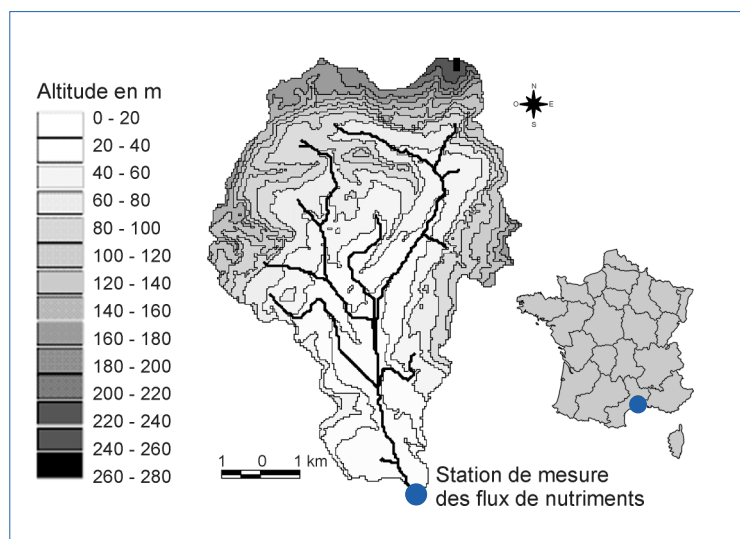 Altitude en m
0 - 20
20 - 40
40 - 60
60 - 80
80 - 100
100 - 120
120 - 140
140 - 160
160 - 180
180 - 200
200 - 220
220 - 240
240 - 260
260 - 280
N
O E
S
1 0 1 km
Station de mesure
des flux de nutriments